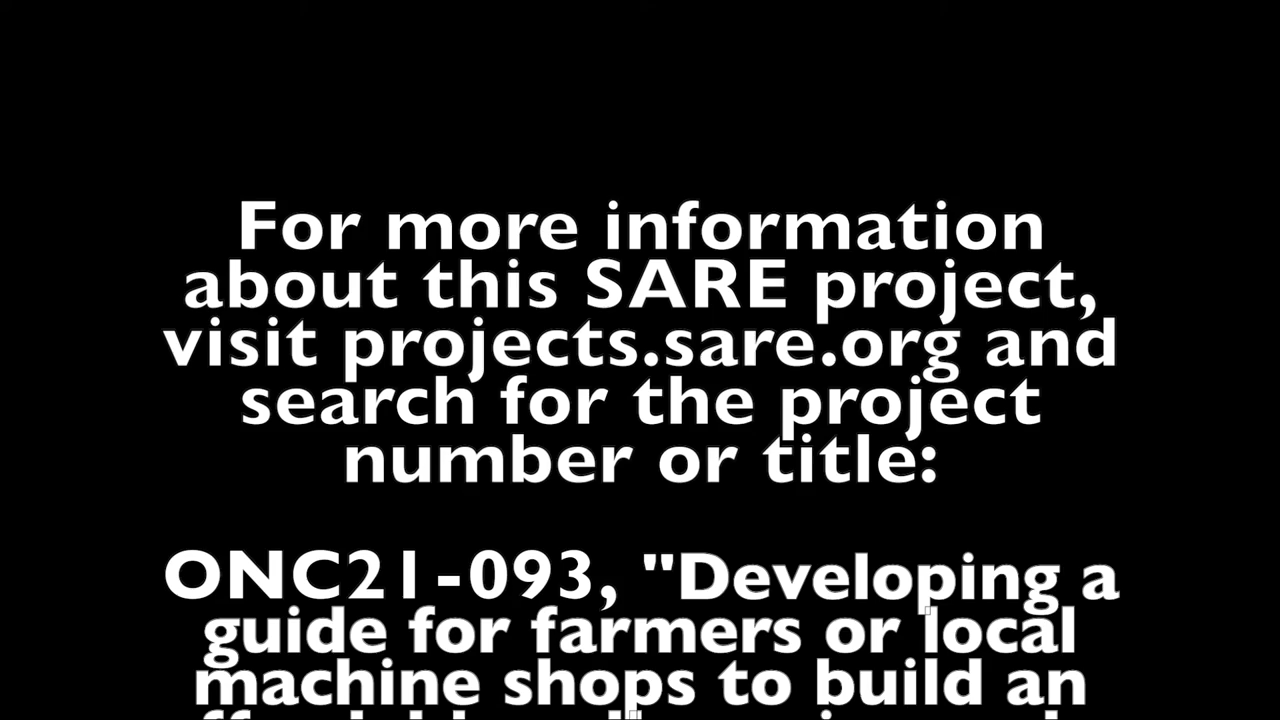 For more information
about this SARE project,
visit projects.sare.org and
search for the project
number or title:
ONC21-093, "Developing a
guide for farmers or local
machine shops to build an